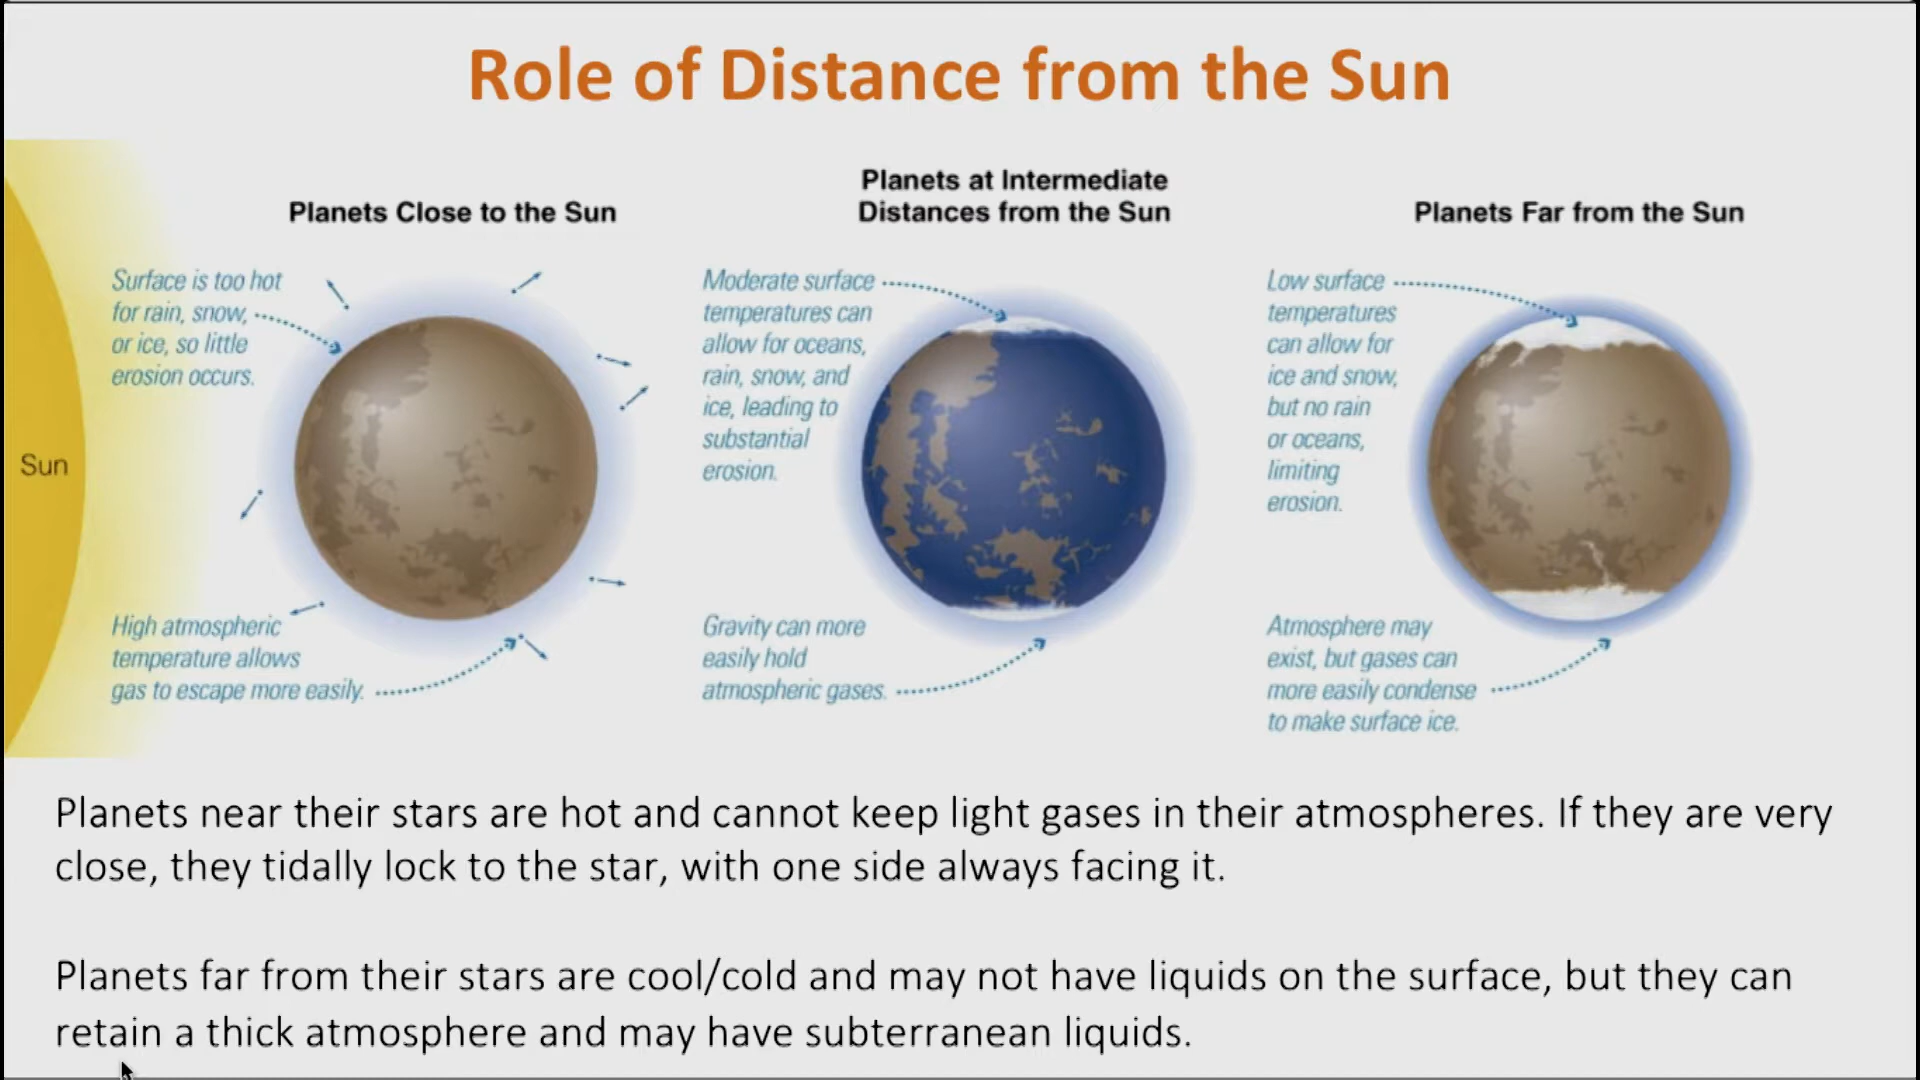 Role of Distance from the Sun
Planets Close to the Sun
Surface is too hot
for rain, snow,
or ice, so little
erosion occurs.
Sun
High atmospheric
temperature allows
gas to escape more easily.
Planets at Intermediate
Distances from the Sun
Moderate surface
temperatures can
allow for oceans,
rain, snow, and
ice, leading to
substantial
erosion.
Gravity can more
easily hold
atmospheric gases.
Planets Far from the Sun
Low surface
temperatures
can allow for
ice and snow,
but no rain
or oceans,
limiting
erosion.
Atmosphere may
exist, but gases can
more easily condense
to make surface ice.
Planets near their stars are hot and cannot keep light gases in their atmospheres. If they are very
close, they tidally lock to the star, with one side always facing it.
Planets far from their stars are cool/cold and may not have liquids on the surface, but they can
retain a thick atmosphere and may have subterranean liquids.